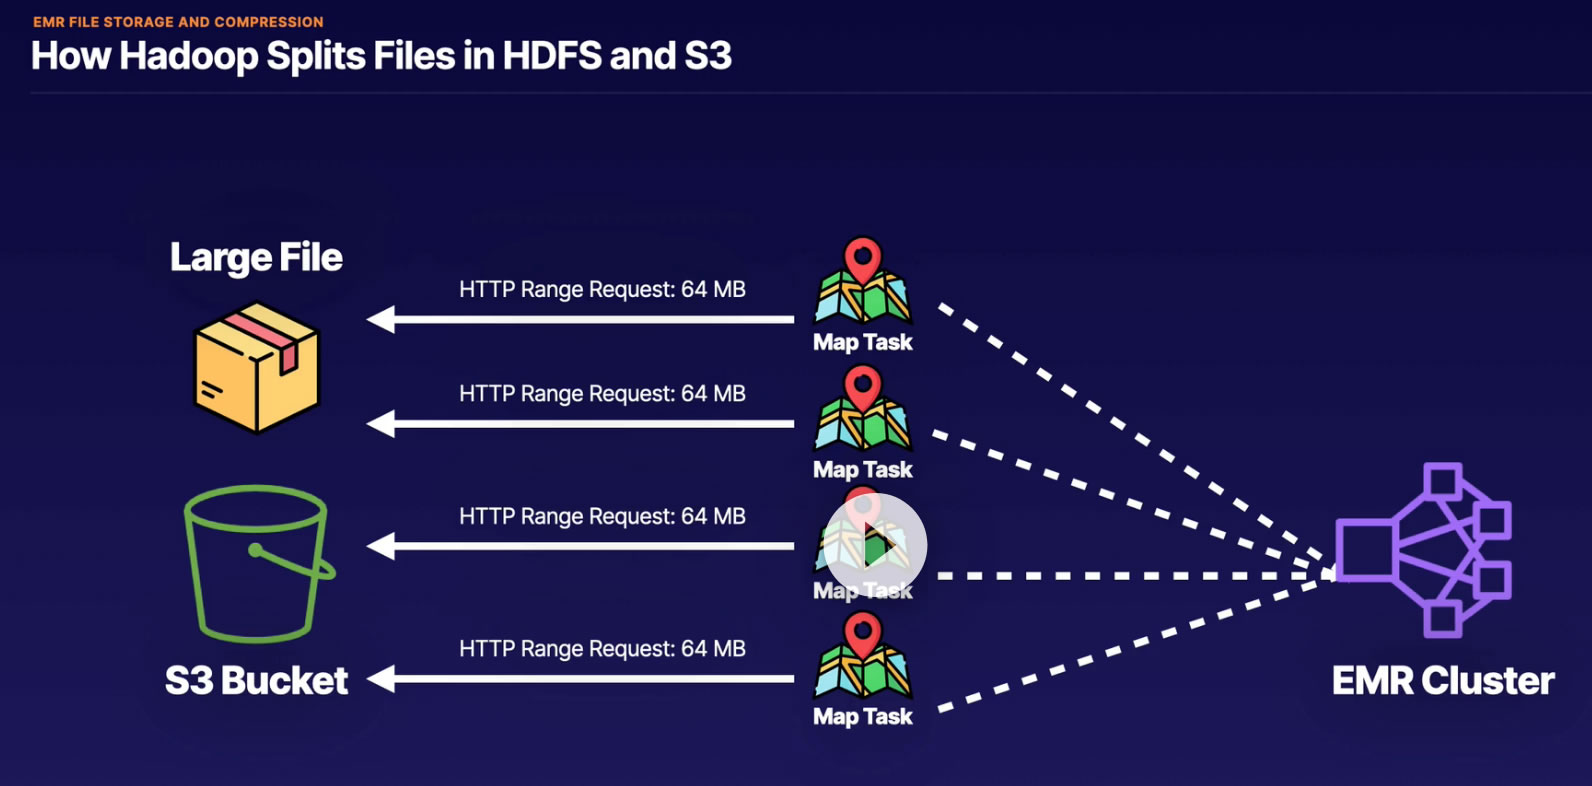 EMR FILE STORAGE AND COMPRESSION
How Hadoop Splits Files in HDFS and S3
Large File
HTTP Range Request: 64 MB
Map Task
HTTP Range Request: 64 MB
Map Task
HTTP Range Request: 64 MB
Map Task
S3 Bucket
HTTP Range Request: 64 MB
Map Task
EMR Cluster